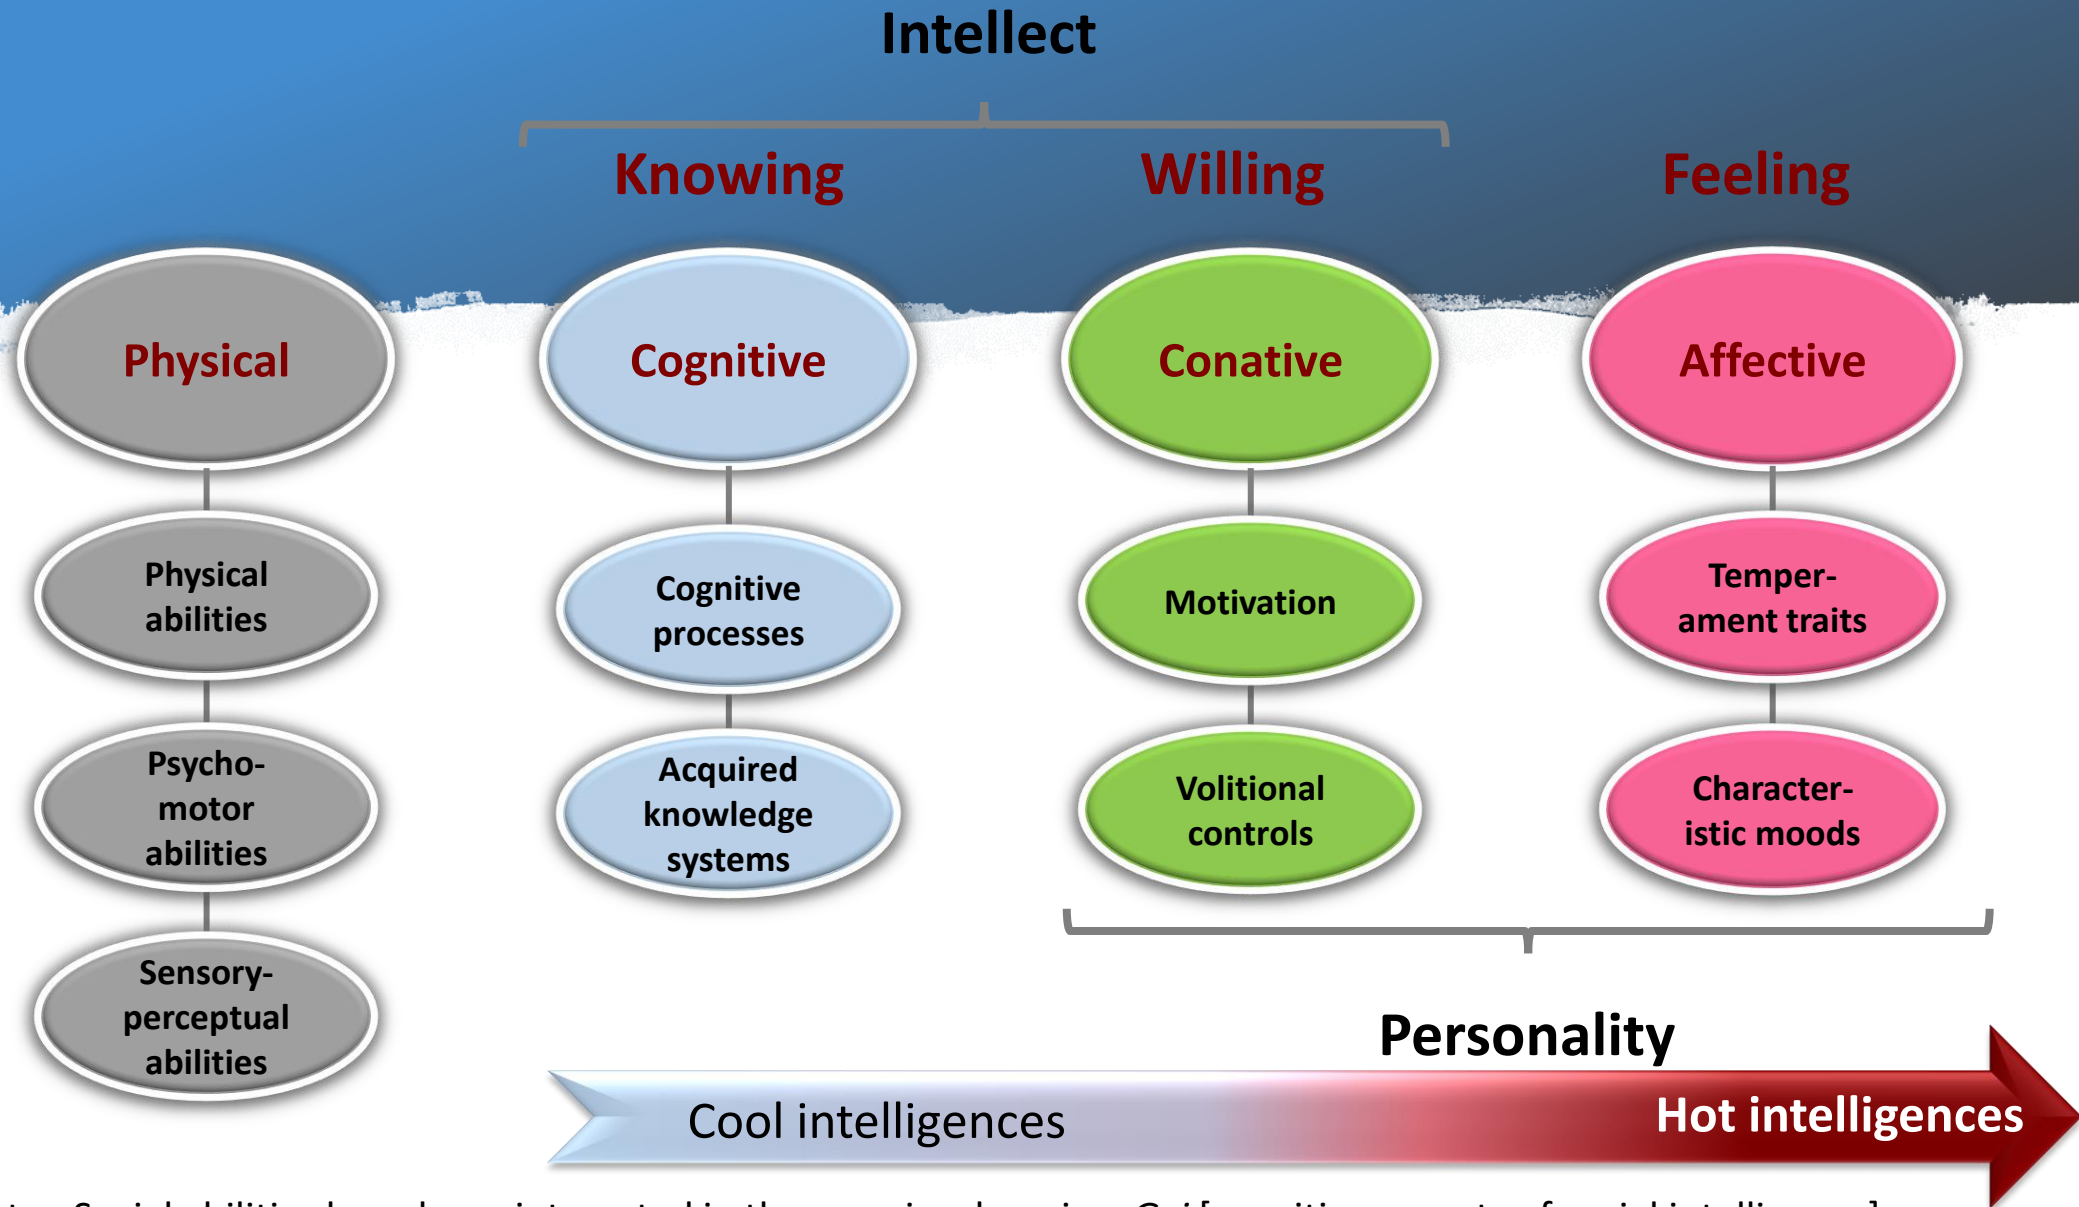 Intellect
Knowing
Willing
Feeling
Physical
Cognitive
Conative
Affective
Physical
abilities
Psycho-
motor
abilities
Sensory-
perceptual
abilities
Cognitive
processes
Acquired
knowledge
systems
Motivation
Volitional
controls
Temper-
ament traits
Character-
istic moods
Personality
Cool intelligences
Hot intelligences